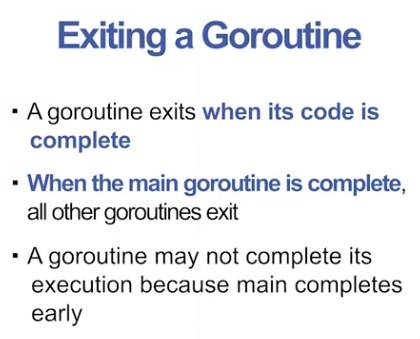 Exiting a Goroutine
▪ A goroutine exits when its code is
complete
▪ When the main goroutine is complete,
all other goroutines exit
▪ A goroutine may not complete its
execution because main completes
early